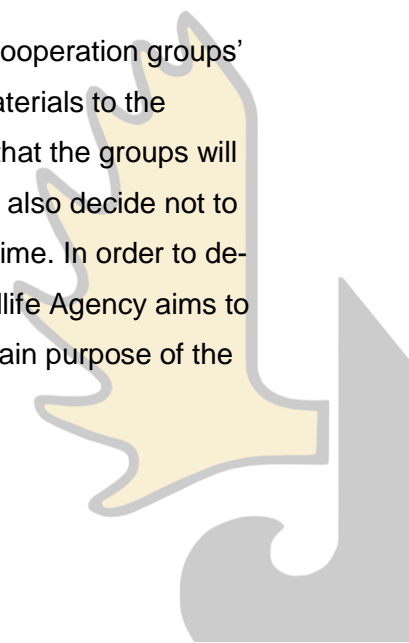 ooperation groups'
aterials to the
that the groups will
also decide not to
ime. In order to de-
llife Agency aims to
ain purpose of the